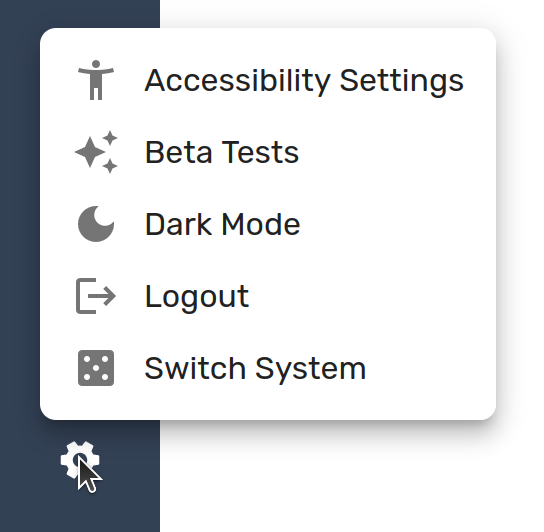 Accessibility Settings
Beta Tests
Dark Mode
Logout
Switch System